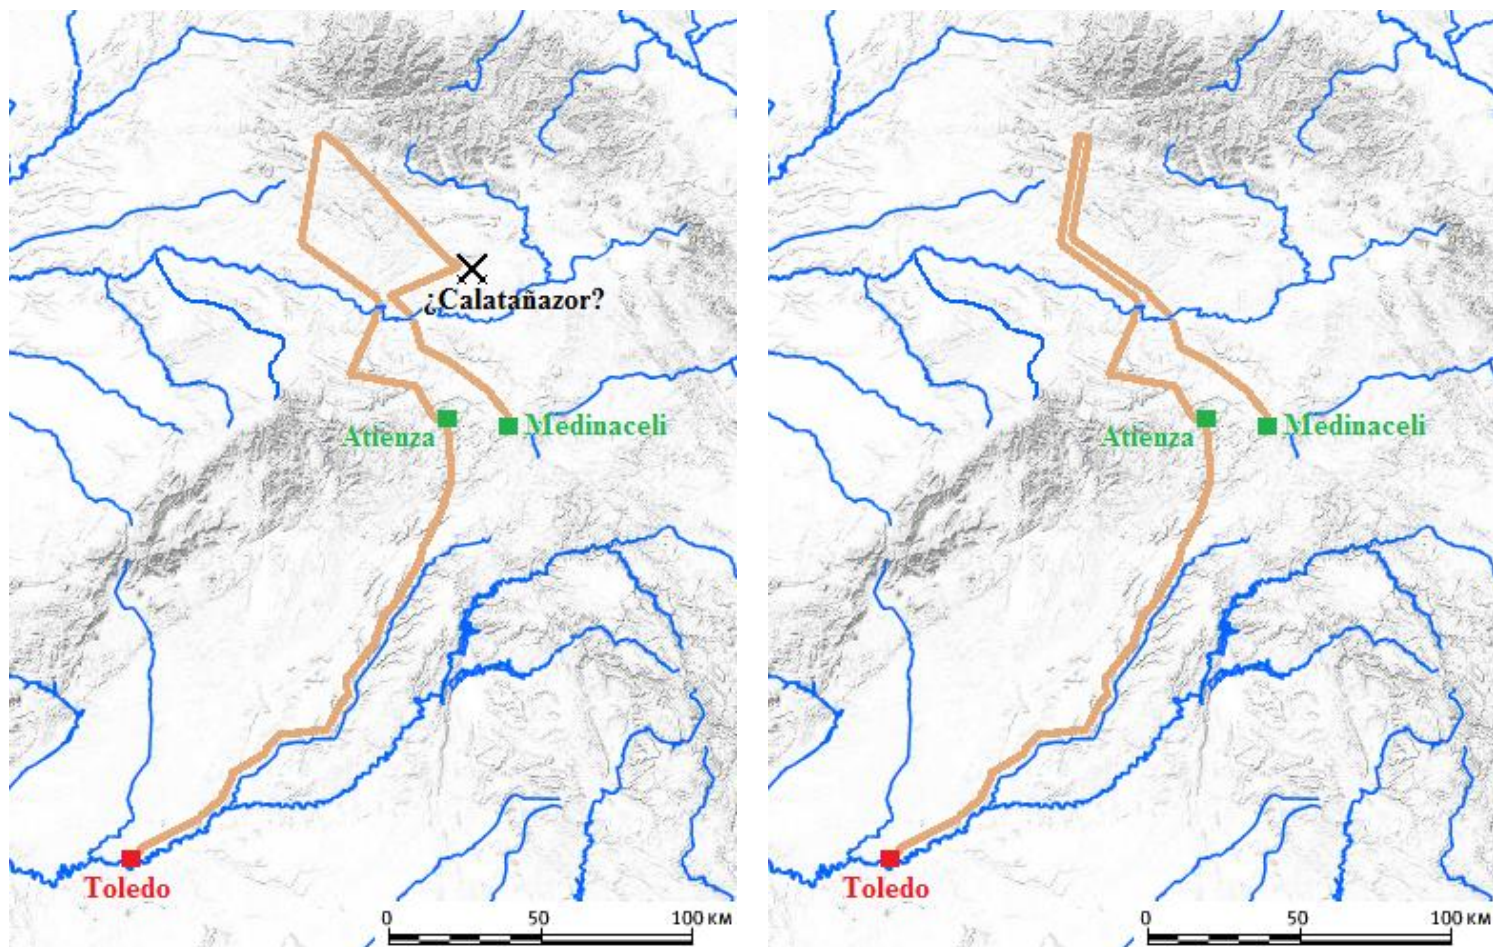 ¿Calatañazor?
Atienza
Medinaceli
Toledo
0 50 100 км
Atienza
Medinaceli
Toledo
0 50 100 км